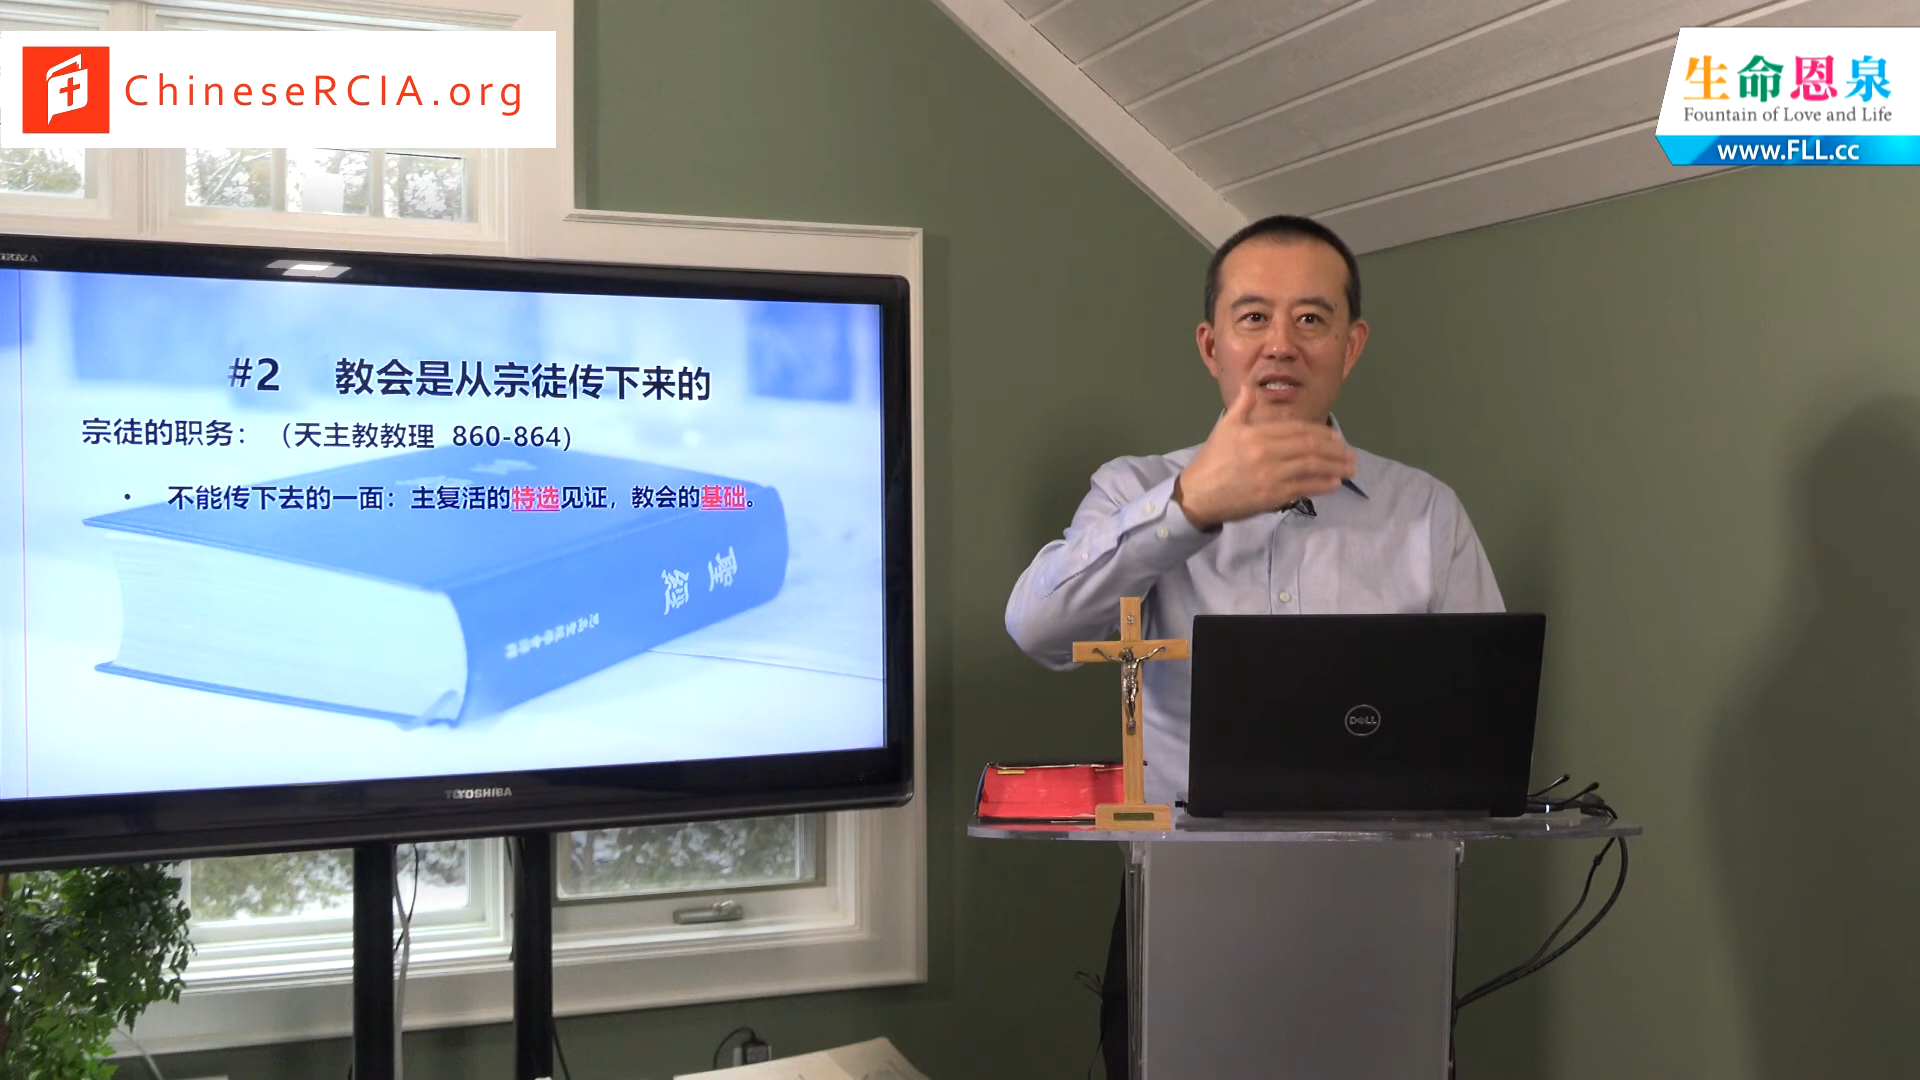 ChineseRCIA.org
生命恩泉
Fountain of Love and Life
www.FLL.cc
#2 教会是从宗徒传下来的
宗徒的职务：（天主教教理 860-864)
• 不能传下去的一面：主复活的特选见证，教会的基础。
聖經
TOSHIBA
DELL